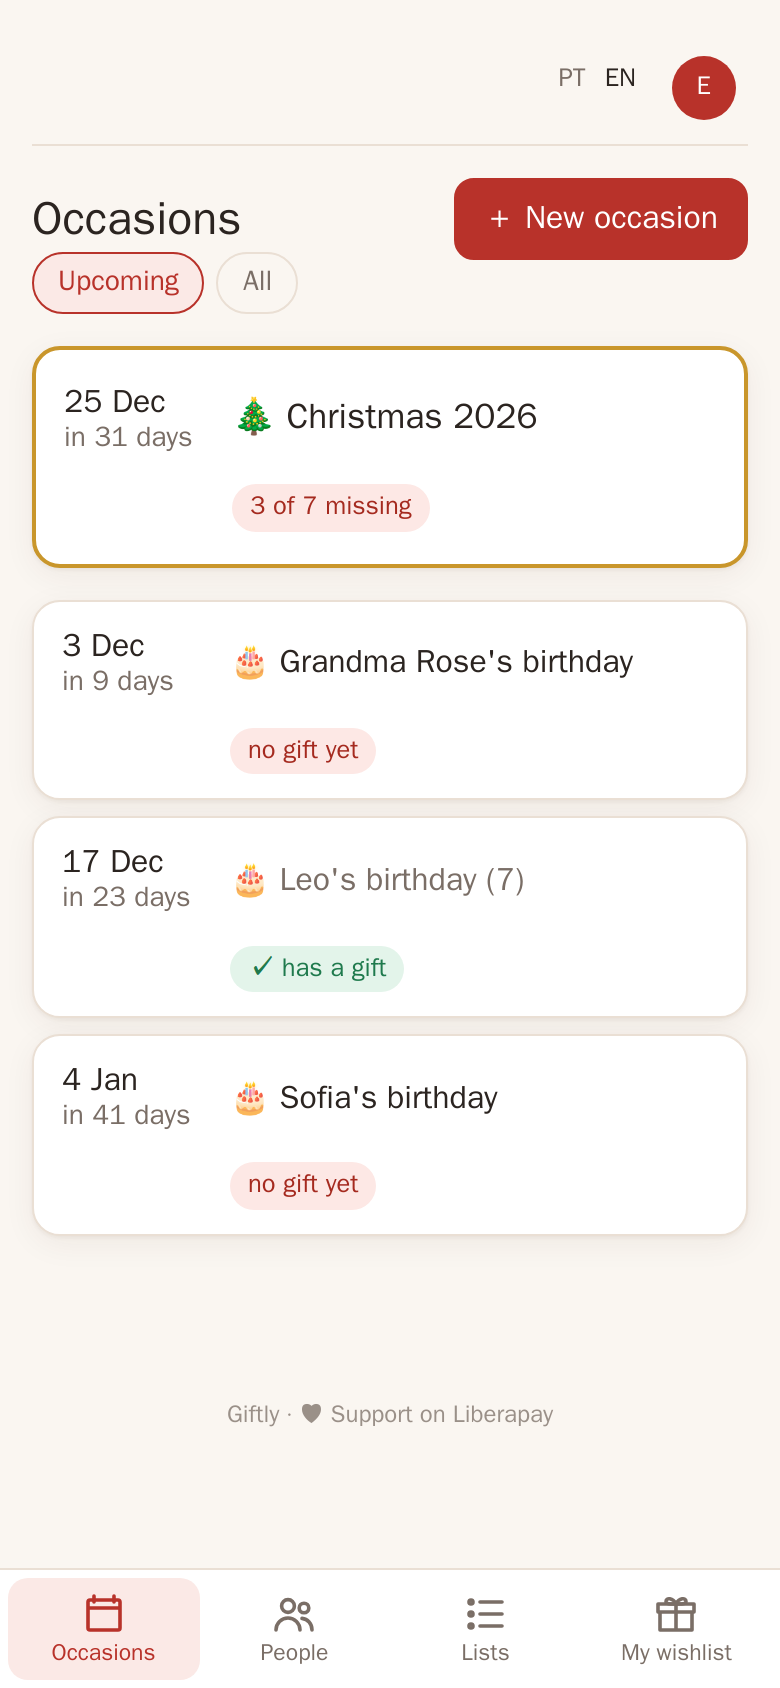 PT EN E
Occasions
+ New occasion
Upcoming All
25 Dec
in 31 days
🎄 Christmas 2026
3 of 7 missing
3 Dec
in 9 days
🎂 Grandma Rose's birthday
no gift yet
17 Dec
in 23 days
🎂 Leo's birthday (7)
✓ has a gift
4 Jan
in 41 days
🎂 Sofia's birthday
no gift yet
Giftly · ♥ Support on Liberapay
Occasions People Lists My wishlist